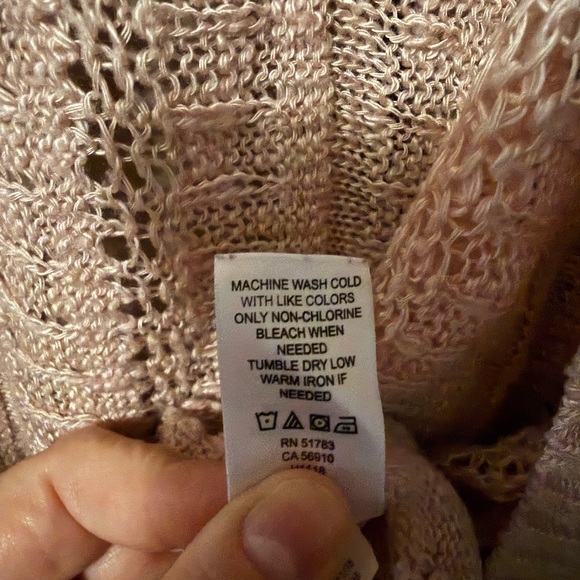 MACHINE WASH COLD
WITH LIKE COLORS
ONLY NON-CHLORINE
BLEACH WHEN
NEEDED
TUMBLE DRY LOW
WARM IRON IF
NEEDED
RN 51783
CA 56910